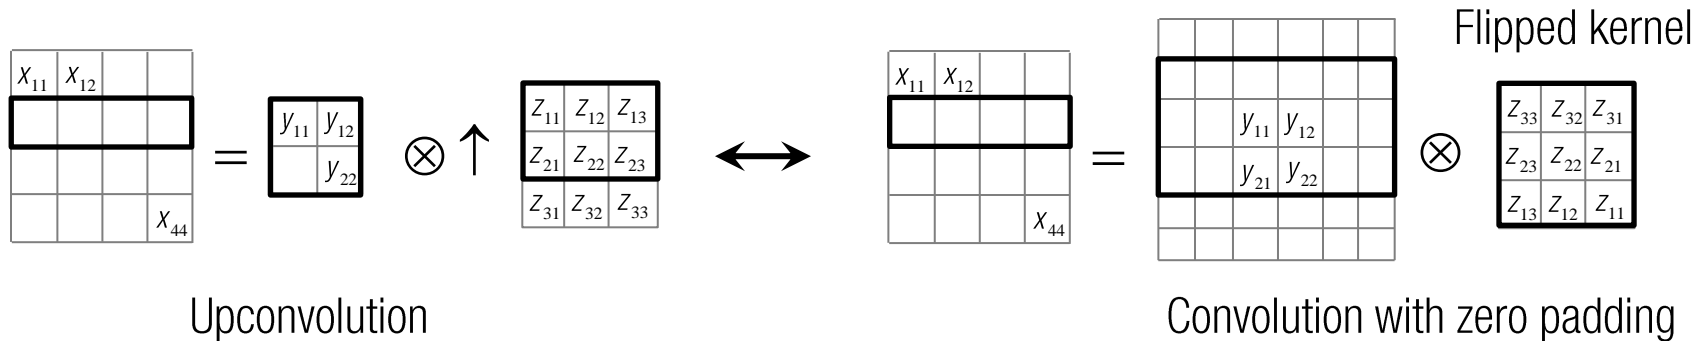 Flipped kernel
x₁₁ x₁₂
x₄₄
=
y₁₁ y₁₂
y₂₂
⊗ ↑
z₁₁ z₁₂ z₁₃
z₂₁ z₂₂ z₂₃
z₃₁ z₃₂ z₃₃
↔
x₁₁ x₁₂
x₄₄
=
y₁₁ y₁₂
y₂₁ y₂₂
⊗
z₃₃ z₃₂ z₃₁
z₂₃ z₂₂ z₂₁
z₁₃ z₁₂ z₁₁
Upconvolution
Convolution with zero padding